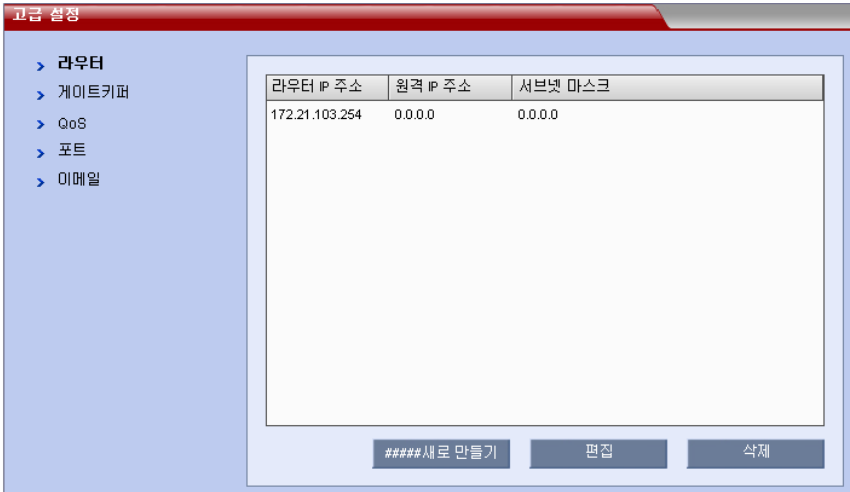 고급 설정
라우터
게이트키퍼
QoS
포트
이메일
라우터 IP 주소 원격 IP 주소 서브넷 마스크
172.21.103.254 0.0.0.0 0.0.0.0
#####새로 만들기 편집 삭제